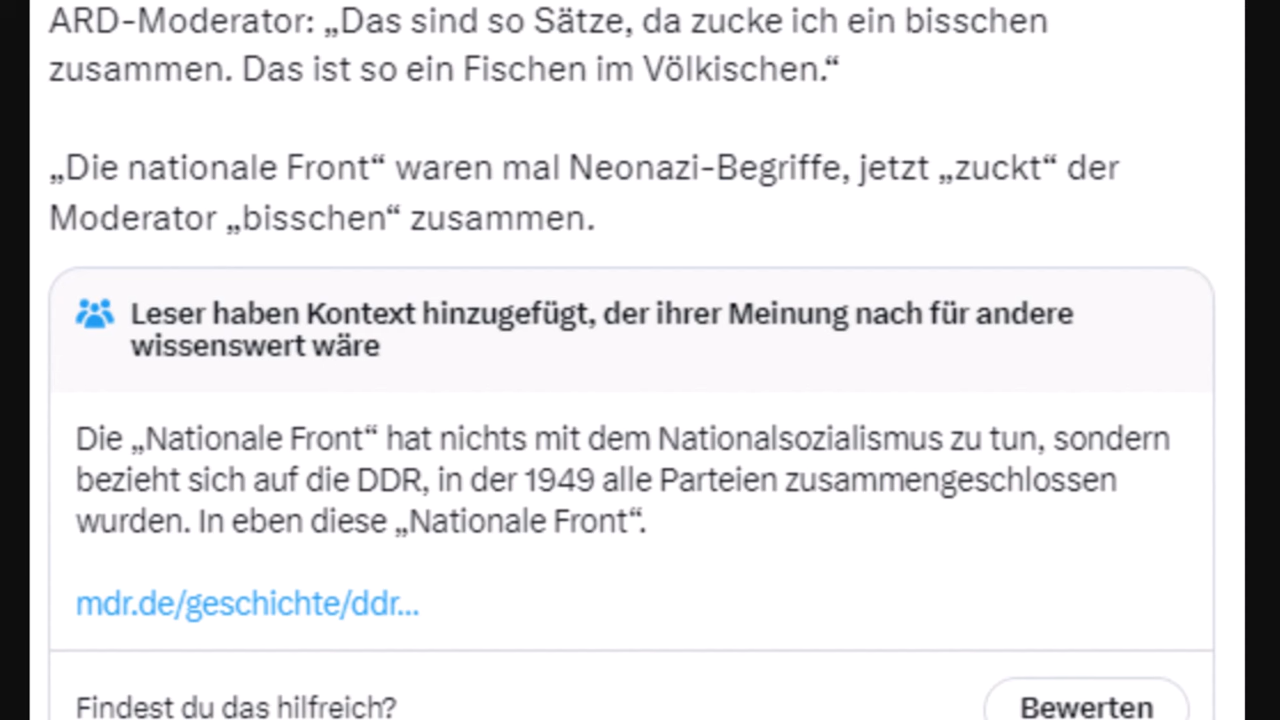 ARD-Moderator: „Das sind so Sätze, da zucke ich ein bisschen
zusammen. Das ist so ein Fischen im Völkischen.“
„Die nationale Front“ waren mal Neonazi-Begriffe, jetzt „zuckt“ der
Moderator „bisschen“ zusammen.
Leser haben Kontext hinzugefügt, der ihrer Meinung nach für andere
wissenswert wäre
Die „Nationale Front“ hat nichts mit dem Nationalsozialismus zu tun, sondern
bezieht sich auf die DDR, in der 1949 alle Parteien zusammengeschlossen
wurden. In eben diese „Nationale Front“.
mdr.de/geschichte/ddr...
Findest du das hilfreich?
Bewerten